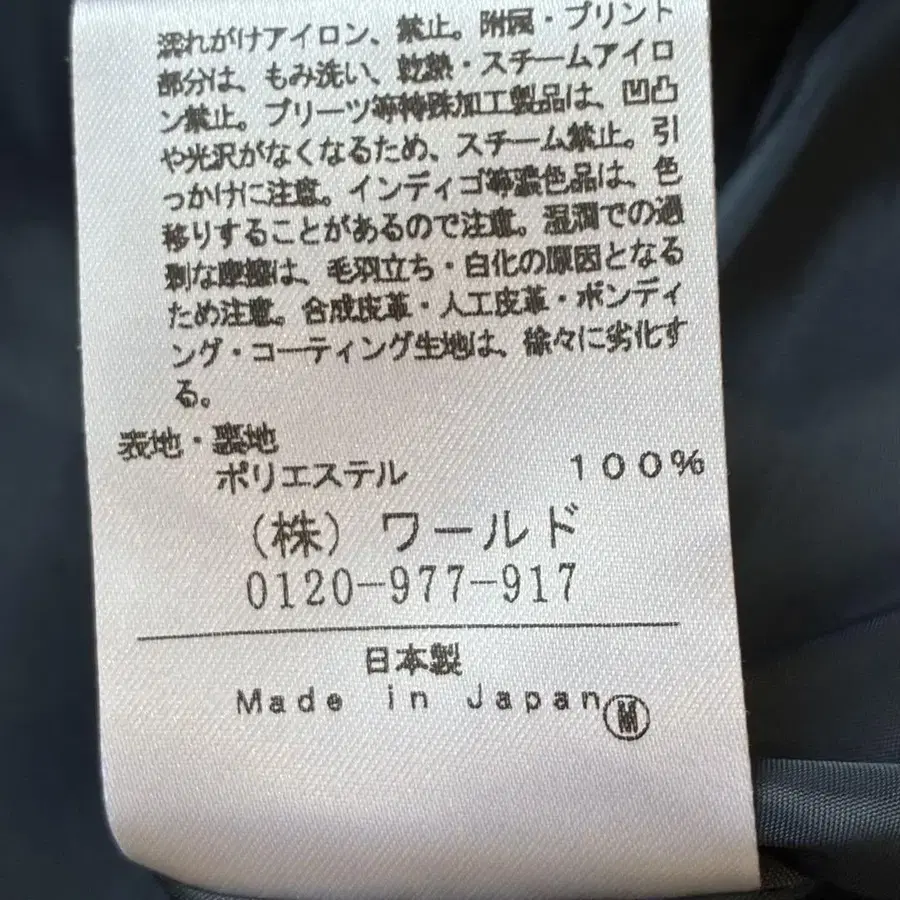 濡れがけアイロン、禁止。附属・プリント
部分は、もみ洗い、乾熱・スチームアイロ
ン禁止。プリーツ等特殊加工製品は、凹凸
や光沢がなくなるため、スチーム禁止。引
っかけに注意。インディゴ等濃色品は、色
移りすることがあるので注意。湿潤での過
剰な摩擦は、毛羽立ち・白化の原因となる
ため注意。合成皮革・人工皮革・ボンディ
ング・コーティング生地は、徐々に劣化す
る。
表地・裏地
ポリエステル 100%
(株) ワールド
0120-977-917
日本製
Made in Japan Ⓜ